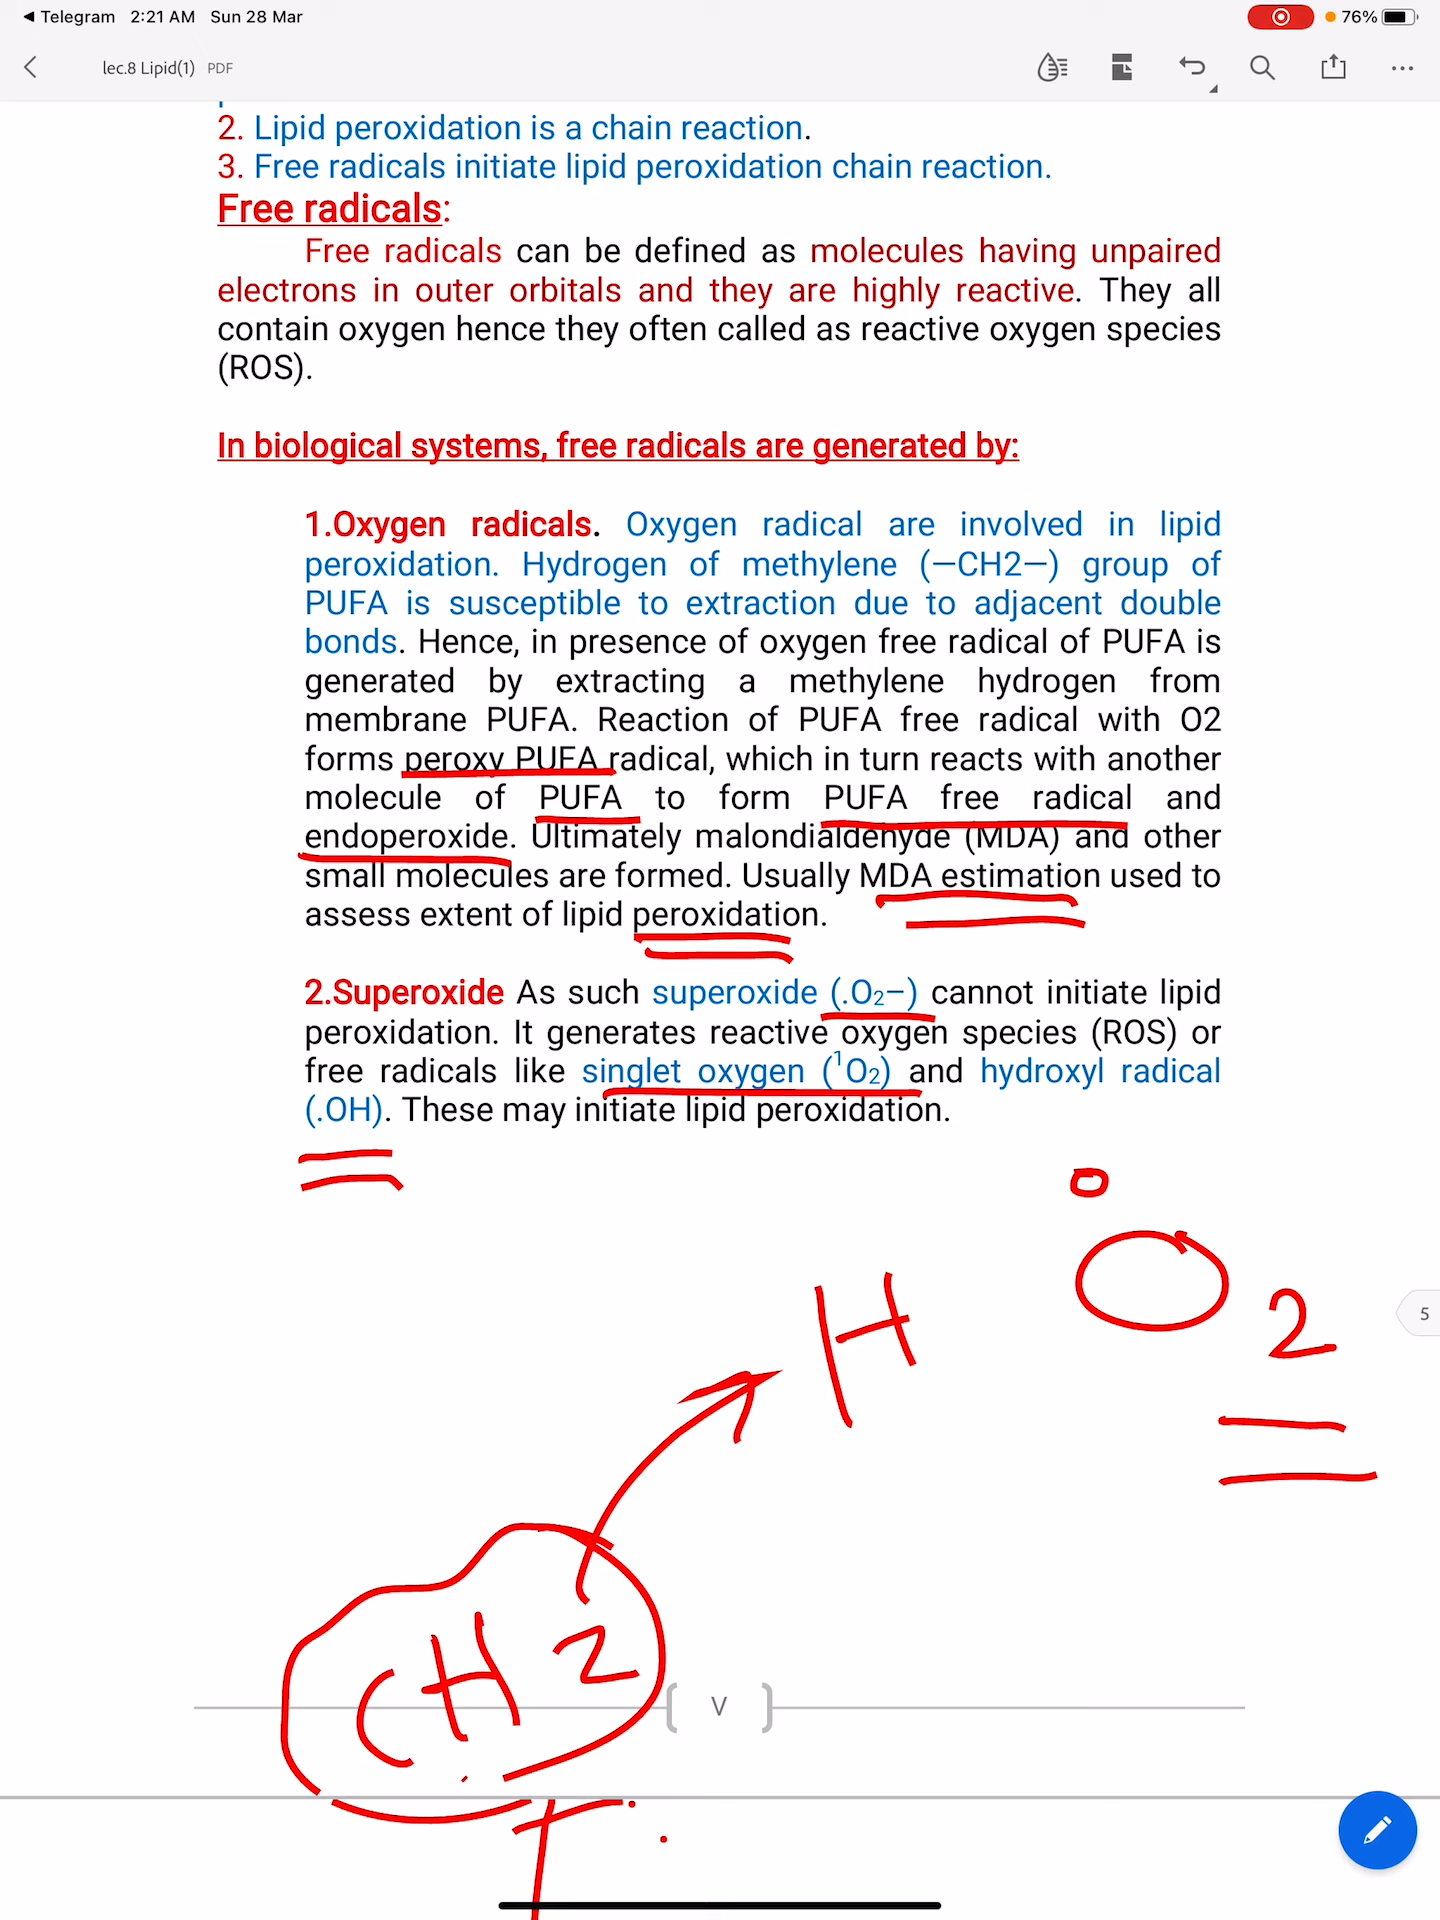 Telegram 2:21 AM Sun 28 Mar 76%
lec.8 Lipid(1) PDF
2. Lipid peroxidation is a chain reaction.
3. Free radicals initiate lipid peroxidation chain reaction.
Free radicals:
Free radicals can be defined as molecules having unpaired
electrons in outer orbitals and they are highly reactive. They all
contain oxygen hence they often called as reactive oxygen species
(ROS).
In biological systems, free radicals are generated by:
1.Oxygen radicals. Oxygen radical are involved in lipid
peroxidation. Hydrogen of methylene (–CH2–) group of
PUFA is susceptible to extraction due to adjacent double
bonds. Hence, in presence of oxygen free radical of PUFA is
generated by extracting a methylene hydrogen from
membrane PUFA. Reaction of PUFA free radical with O2
forms peroxy PUFA radical, which in turn reacts with another
molecule of PUFA to form PUFA free radical and
endoperoxide. Ultimately malondialdehyde (MDA) and other
small molecules are formed. Usually MDA estimation used to
assess extent of lipid peroxidation.
2.Superoxide As such superoxide (.O₂–) cannot initiate lipid
peroxidation. It generates reactive oxygen species (ROS) or
free radicals like singlet oxygen (¹O₂) and hydroxyl radical
(.OH). These may initiate lipid peroxidation.
H O2
5
CH2
V